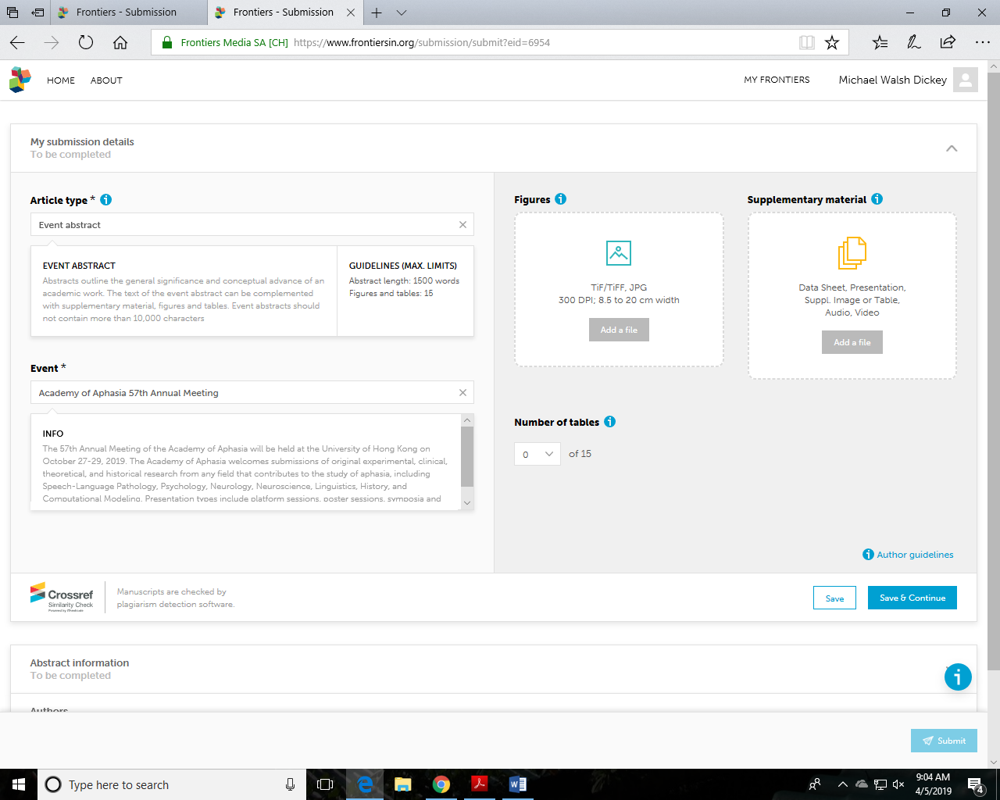 Frontiers - Submission
Frontiers - Submission
Frontiers Media SA [CH] https://www.frontiersin.org/submission/submit?eid=6954
HOME ABOUT
MY FRONTIERS Michael Walsh Dickey
My submission details
To be completed
Article type *
Event abstract
EVENT ABSTRACT
Abstracts outline the general significance and conceptual advance of an
academic work. The text of the event abstract can be complemented
with supplementary material, figures and tables. Event abstracts should
not contain more than 10,000 characters
GUIDELINES (MAX. LIMITS)
Abstract length: 1500 words
Figures and tables: 15
Event *
Academy of Aphasia 57th Annual Meeting
INFO
The 57th Annual Meeting of the Academy of Aphasia will be held at the University of Hong Kong on
October 27-29, 2019. The Academy of Aphasia welcomes submissions of original experimental, clinical,
theoretical, and historical research from any field that contributes to the study of aphasia, including
Speech-Language Pathology, Psychology, Neurology, Neuroscience, Linguistics, History, and
Computational Modeling. Presentation types include platform sessions, poster sessions, symposia and
Figures
TiF/TiFF, JPG
300 DPI; 8.5 to 20 cm width
Add a file
Supplementary material
Data Sheet, Presentation,
Suppl. Image or Table,
Audio, Video
Add a file
Number of tables
0 of 15
Author guidelines
Crossref
Similarity Check
Powered by iThenticate
Manuscripts are checked by
plagiarism detection software.
Save
Save & Continue
Abstract information
To be completed
Authors
Submit
Type here to search
9:04 AM
4/5/2019
4